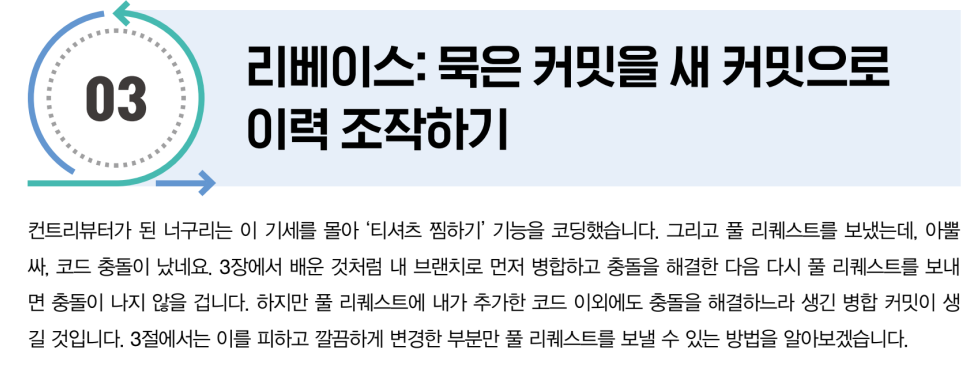 03
리베이스: 묵은 커밋을 새 커밋으로
이력 조작하기
컨트리뷰터가 된 너구리는 이 기세를 몰아 ‘티셔츠 찜하기’ 기능을 코딩했습니다. 그리고 풀 리퀘스트를 보냈는데, 아뿔
싸, 코드 충돌이 났네요. 3장에서 배운 것처럼 내 브랜치로 먼저 병합하고 충돌을 해결한 다음 다시 풀 리퀘스트를 보내
면 충돌이 나지 않을 겁니다. 하지만 풀 리퀘스트에 내가 추가한 코드 이외에도 충돌을 해결하느라 생긴 병합 커밋이 생
길 것입니다. 3절에서는 이를 피하고 깔끔하게 변경한 부분만 풀 리퀘스트를 보낼 수 있는 방법을 알아보겠습니다.